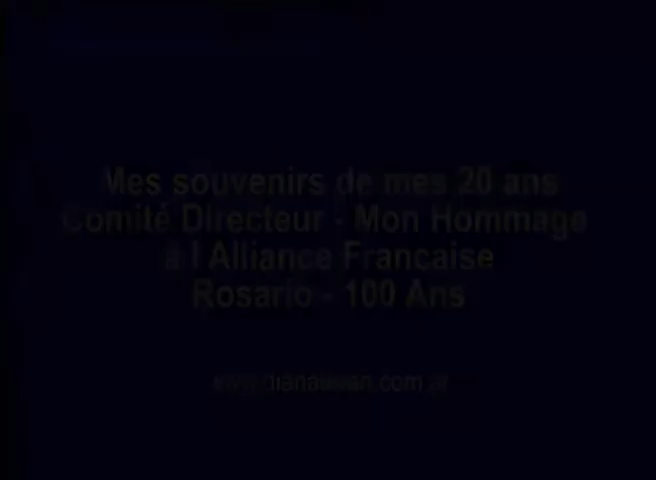 Mes souvenirs de mes 20 ans
Comité Directeur - Mon Hommage
à l Alliance Francaise
Rosario - 100 Ans